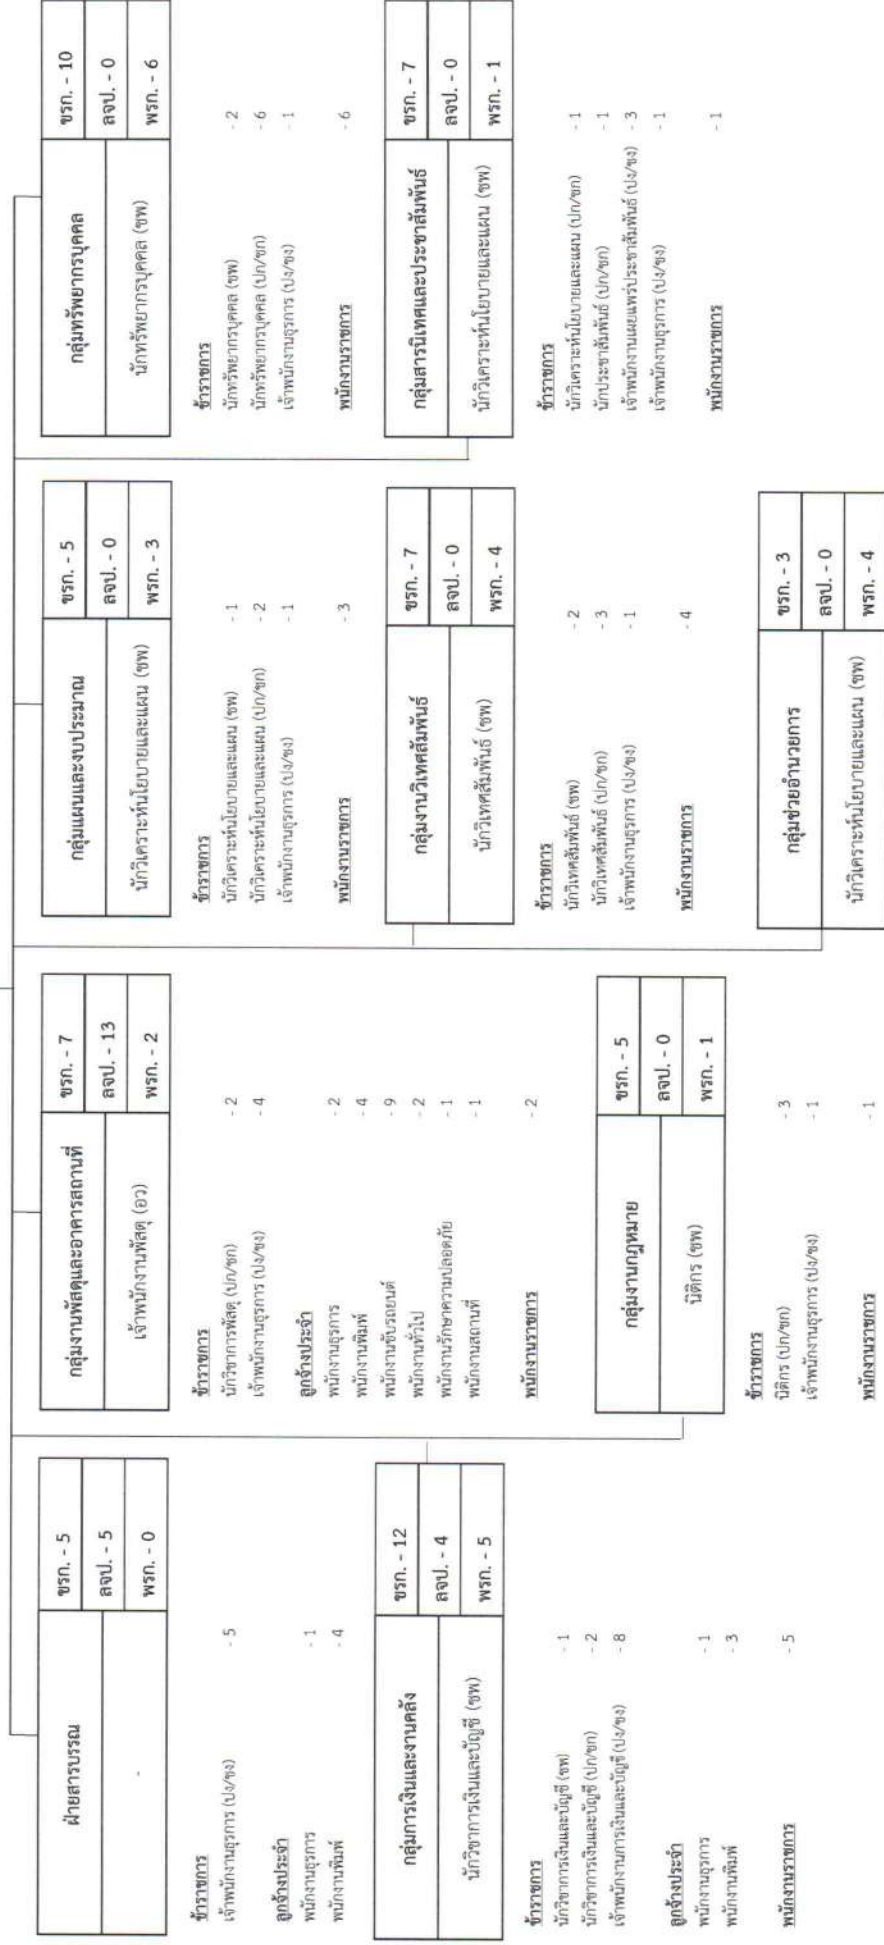 ฝ่ายสารบรรณ
-
ขรก. - 5
ลจป. - 5
พรก. - 0
ข้าราชการ
เจ้าพนักงานธุรการ (ปง/ชง) - 5
ลูกจ้างประจำ
พนักงานธุรการ - 1
พนักงานพิมพ์ - 4
กลุ่มการเงินและงานคลัง
นักวิชาการเงินและบัญชี (ชพ)
ขรก. - 12
ลจป. - 4
พรก. - 5
ข้าราชการ
นักวิชาการเงินและบัญชี (ชพ) - 1
นักวิชาการเงินและบัญชี (ปก/ชก) - 2
เจ้าพนักงานการเงินและบัญชี (ปง/ชง) - 8
ลูกจ้างประจำ
พนักงานธุรการ - 1
พนักงานพิมพ์ - 3
พนักงานราชการ - 5
กลุ่มงานพัสดุและอาคารสถานที่
เจ้าพนักงานพัสดุ (อว)
ขรก. - 7
ลจป. - 13
พรก. - 2
ข้าราชการ
นักวิชาการพัสดุ (ปก/ชก) - 2
เจ้าพนักงานธุรการ (ปง/ชง) - 4
ลูกจ้างประจำ
พนักงานธุรการ - 2
พนักงานพิมพ์ - 4
พนักงานขับรถยนต์ - 9
พนักงานทั่วไป - 2
พนักงานรักษาความปลอดภัย - 1
พนักงานสถานที่ - 1
พนักงานราชการ - 2
กลุ่มงานกฎหมาย
นิติกร (ชพ)
ขรก. - 5
ลจป. - 0
พรก. - 1
ข้าราชการ
นิติกร (ปก/ชก) - 3
เจ้าพนักงานธุรการ (ปง/ชง) - 1
พนักงานราชการ - 1
กลุ่มแผนและงบประมาณ
นักวิเคราะห์นโยบายและแผน (ชพ)
ขรก. - 5
ลจป. - 0
พรก. - 3
ข้าราชการ
นักวิเคราะห์นโยบายและแผน (ชพ) - 1
นักวิเคราะห์นโยบายและแผน (ปก/ชก) - 2
เจ้าพนักงานธุรการ (ปง/ชง) - 1
พนักงานราชการ - 3
กลุ่มงานวิเทศสัมพันธ์
นักวิเทศสัมพันธ์ (ชพ)
ขรก. - 7
ลจป. - 0
พรก. - 4
ข้าราชการ
นักวิเทศสัมพันธ์ (ชพ) - 2
นักวิเทศสัมพันธ์ (ปก/ชก) - 3
เจ้าพนักงานธุรการ (ปง/ชง) - 1
พนักงานราชการ - 4
กลุ่มช่วยอำนวยการ
นักวิเคราะห์นโยบายและแผน (ชพ)
ขรก. - 3
ลจป. - 0
พรก. - 4
กลุ่มทรัพยากรบุคคล
นักทรัพยากรบุคคล (ชพ)
ขรก. - 10
ลจป. - 0
พรก. - 6
ข้าราชการ
นักทรัพยากรบุคคล (ชพ) - 2
นักทรัพยากรบุคคล (ปก/ชก) - 6
เจ้าพนักงานธุรการ (ปง/ชง) - 1
พนักงานราชการ - 6
กลุ่มสารนิเทศและประชาสัมพันธ์
นักวิเคราะห์นโยบายและแผน (ชพ)
ขรก. - 7
ลจป. - 0
พรก. - 1
ข้าราชการ
นักวิเคราะห์นโยบายและแผน (ปก/ชก) - 1
นักประชาสัมพันธ์ (ปก/ชก) - 1
เจ้าพนักงานเผยแพร่ประชาสัมพันธ์ (ปง/ชง) - 3
เจ้าพนักงานธุรการ (ปง/ชง) - 1
พนักงานราชการ - 1